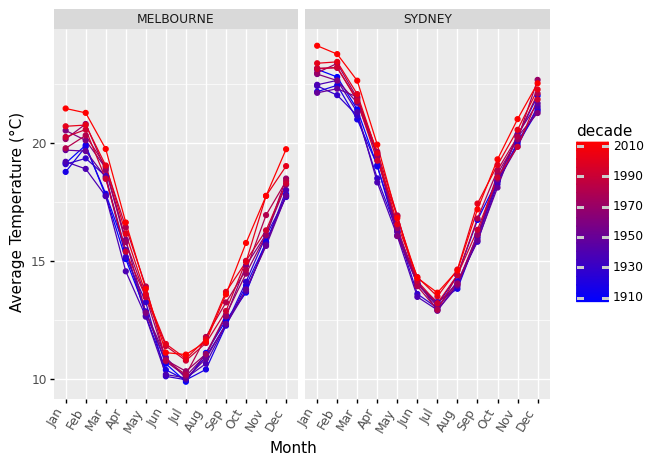 MELBOURNE
SYDNEY
Average Temperature (°C)
20
15
10
Jan Feb Mar Apr May Jun Jul Aug Sep Oct Nov Dec
Jan Feb Mar Apr May Jun Jul Aug Sep Oct Nov Dec
Month
decade
2010
1990
1970
1950
1930
1910